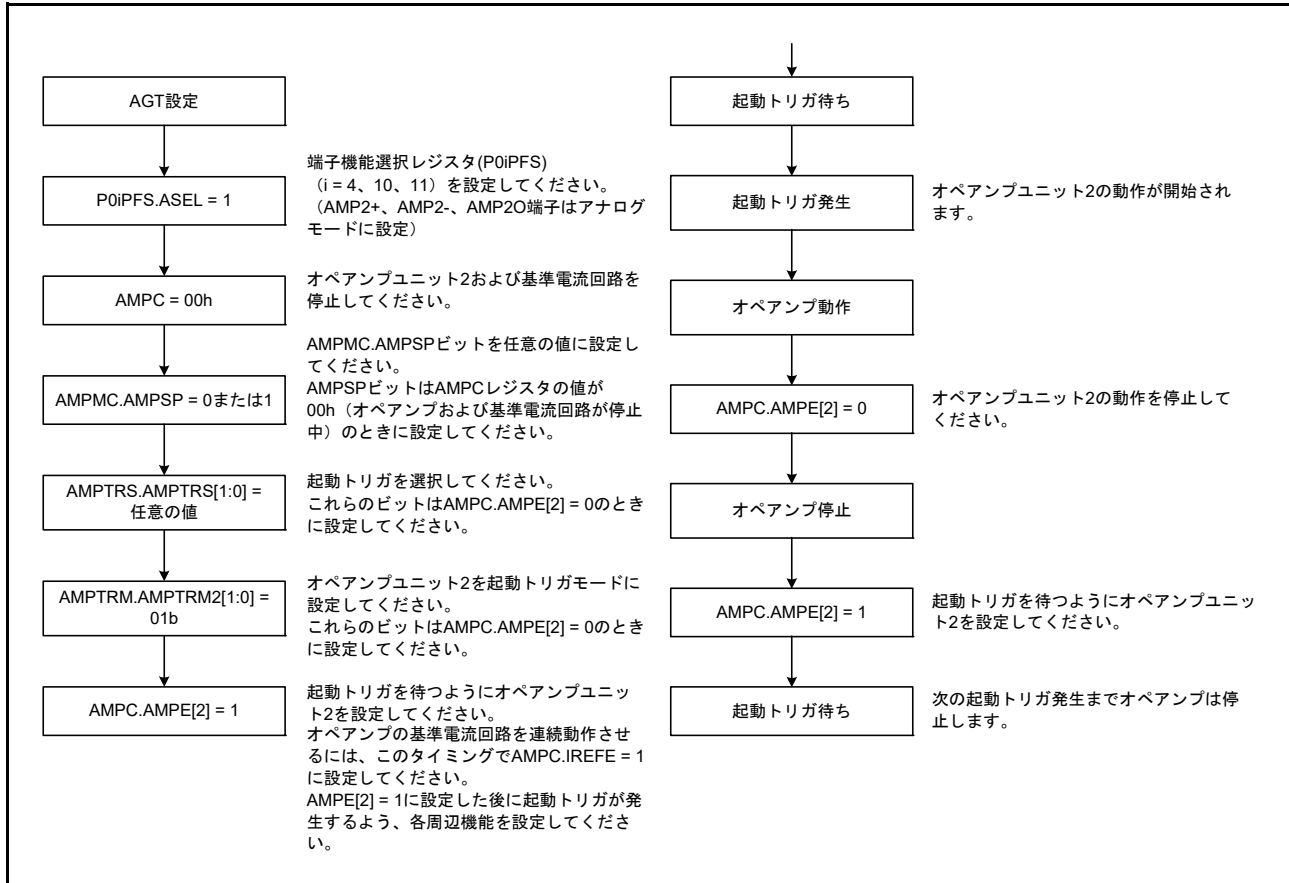 AGT設定
P0iPFS.ASEL = 1
端子機能選択レジスタ(P0iPFS)
（i = 4、10、11）を設定してください。
（AMP2+、AMP2-、AMP2O端子はアナログ
モードに設定）
AMPC = 00h
オペアンプユニット2および基準電流回路を
停止してください。
AMPMC.AMPSP = 0または1
AMPMC.AMPSPビットを任意の値に設定し
てください。
AMPSPビットはAMPCレジスタの値が
00h（オペアンプおよび基準電流回路が停止
中）のときに設定してください。
AMPTRS.AMPTRS[1:0] =
任意の値
起動トリガを選択してください。
これらのビットはAMPC.AMPE[2] = 0のとき
に設定してください。
AMPTRM.AMPTRM2[1:0] =
01b
オペアンプユニット2を起動トリガモードに
設定してください。
これらのビットはAMPC.AMPE[2] = 0のとき
に設定してください。
AMPC.AMPE[2] = 1
起動トリガを待つようにオペアンプユニッ
ト2を設定してください。
オペアンプの基準電流回路を連続動作させ
るには、このタイミングでAMPC.IREFE = 1
に設定してください。
AMPE[2] = 1に設定した後に起動トリガが発
生するよう、各周辺機能を設定してくださ
い。
起動トリガ待ち
起動トリガ発生
オペアンプユニット2の動作が開始され
ます。
オペアンプ動作
AMPC.AMPE[2] = 0
オペアンプユニット2の動作を停止して
ください。
オペアンプ停止
AMPC.AMPE[2] = 1
起動トリガを待つようにオペアンプユニッ
ト2を設定してください。
起動トリガ待ち
次の起動トリガ発生までオペアンプは停
止します。